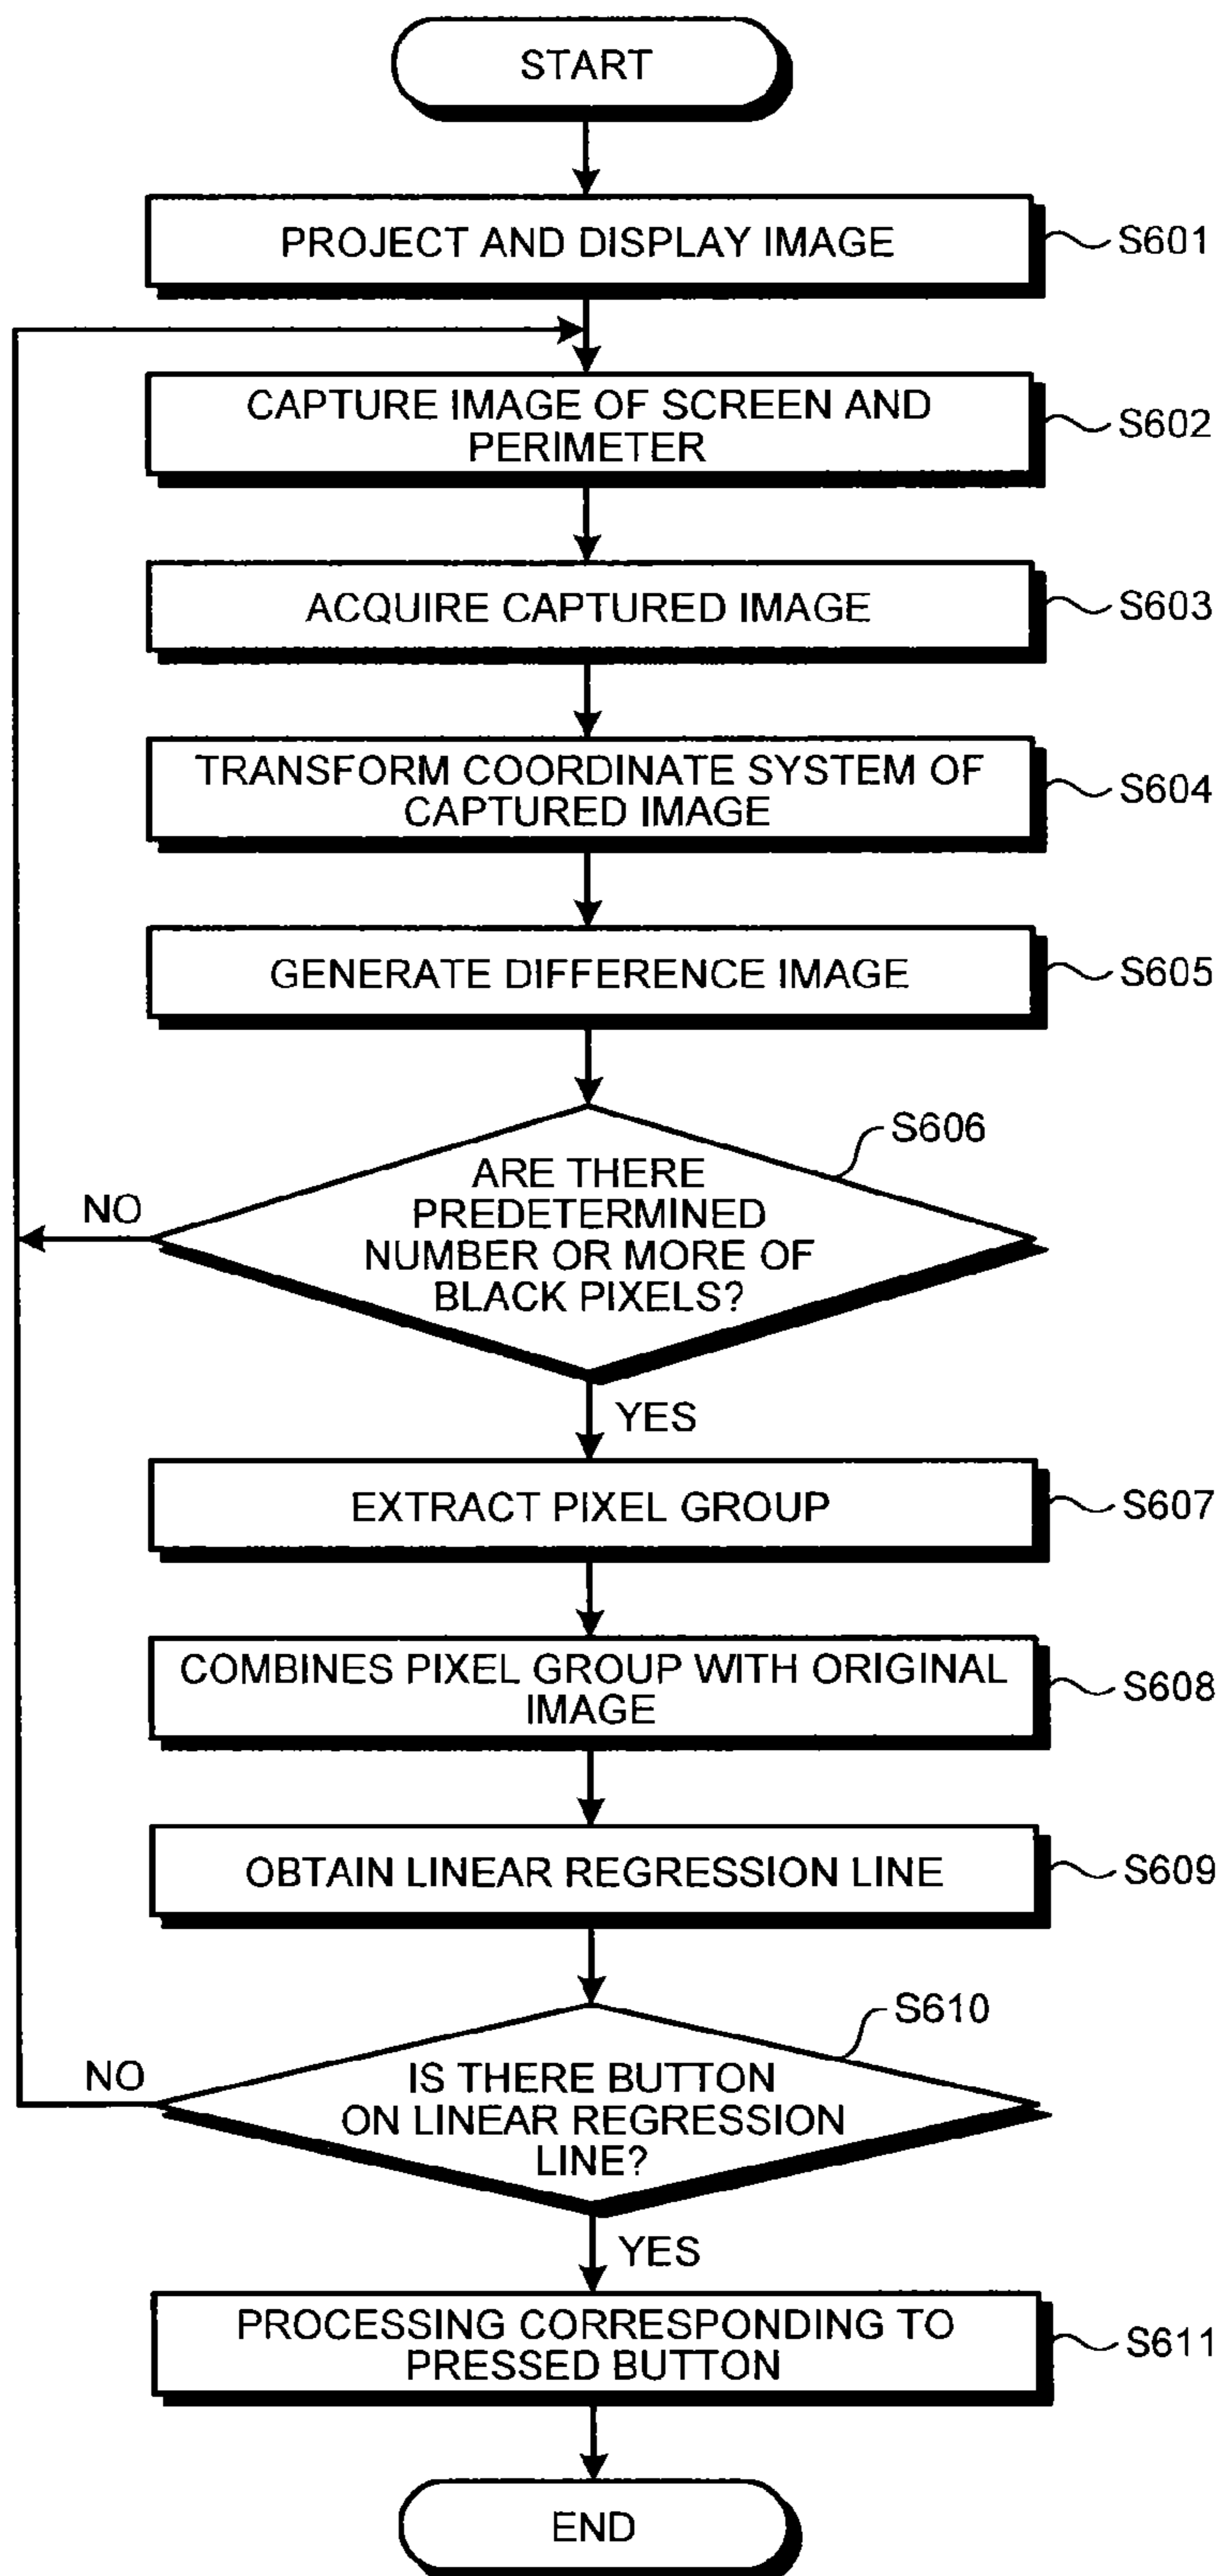 START
PROJECT AND DISPLAY IMAGE
S601
CAPTURE IMAGE OF SCREEN AND
PERIMETER
S602
ACQUIRE CAPTURED IMAGE
S603
TRANSFORM COORDINATE SYSTEM OF
CAPTURED IMAGE
S604
GENERATE DIFFERENCE IMAGE
S605
S606
ARE THERE
PREDETERMINED
NUMBER OR MORE OF
BLACK PIXELS?
NO
YES
EXTRACT PIXEL GROUP
S607
COMBINES PIXEL GROUP WITH ORIGINAL
IMAGE
S608
OBTAIN LINEAR REGRESSION LINE
S609
S610
IS THERE BUTTON
ON LINEAR REGRESSION
LINE?
NO
YES
PROCESSING CORRESPONDING TO
PRESSED BUTTON
S611
END